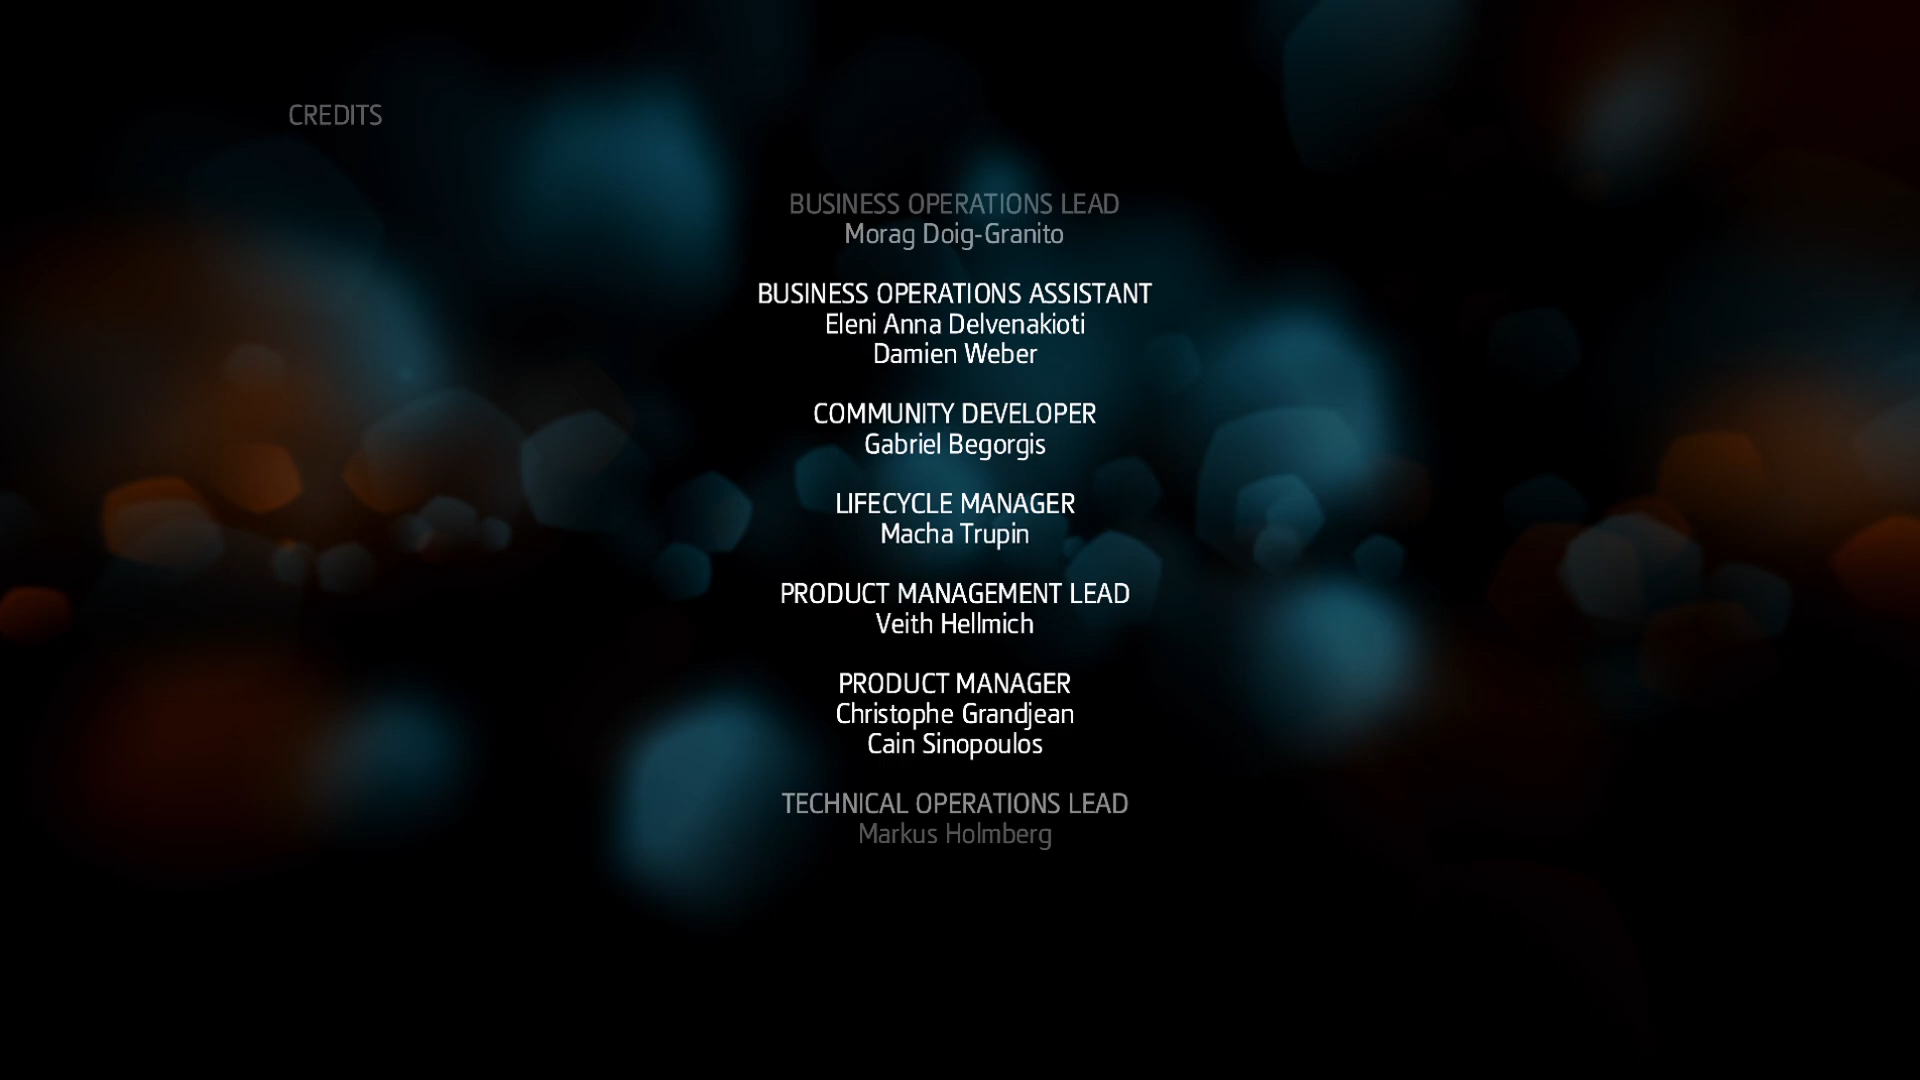 CREDITS
BUSINESS OPERATIONS LEAD
Morag Doig-Granito
BUSINESS OPERATIONS ASSISTANT
Eleni Anna Delvenakioti
Damien Weber
COMMUNITY DEVELOPER
Gabriel Begorgis
LIFECYCLE MANAGER
Macha Trupin
PRODUCT MANAGEMENT LEAD
Veith Hellmich
PRODUCT MANAGER
Christophe Grandjean
Cain Sinopoulos
TECHNICAL OPERATIONS LEAD
Markus Holmberg